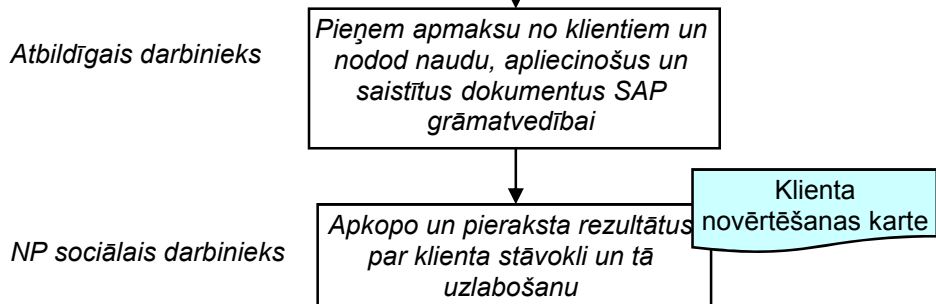 Atbildīgais darbinieks
Pieņem apmaksu no klientiem un
nodod naudu, apliecinošus un
saistītus dokumentus SAP
grāmatvedībai
NP sociālais darbinieks
Apkopo un pieraksta rezultātus
par klienta stāvokli un tā
uzlabošanu
Klienta
novērtēšanas karte